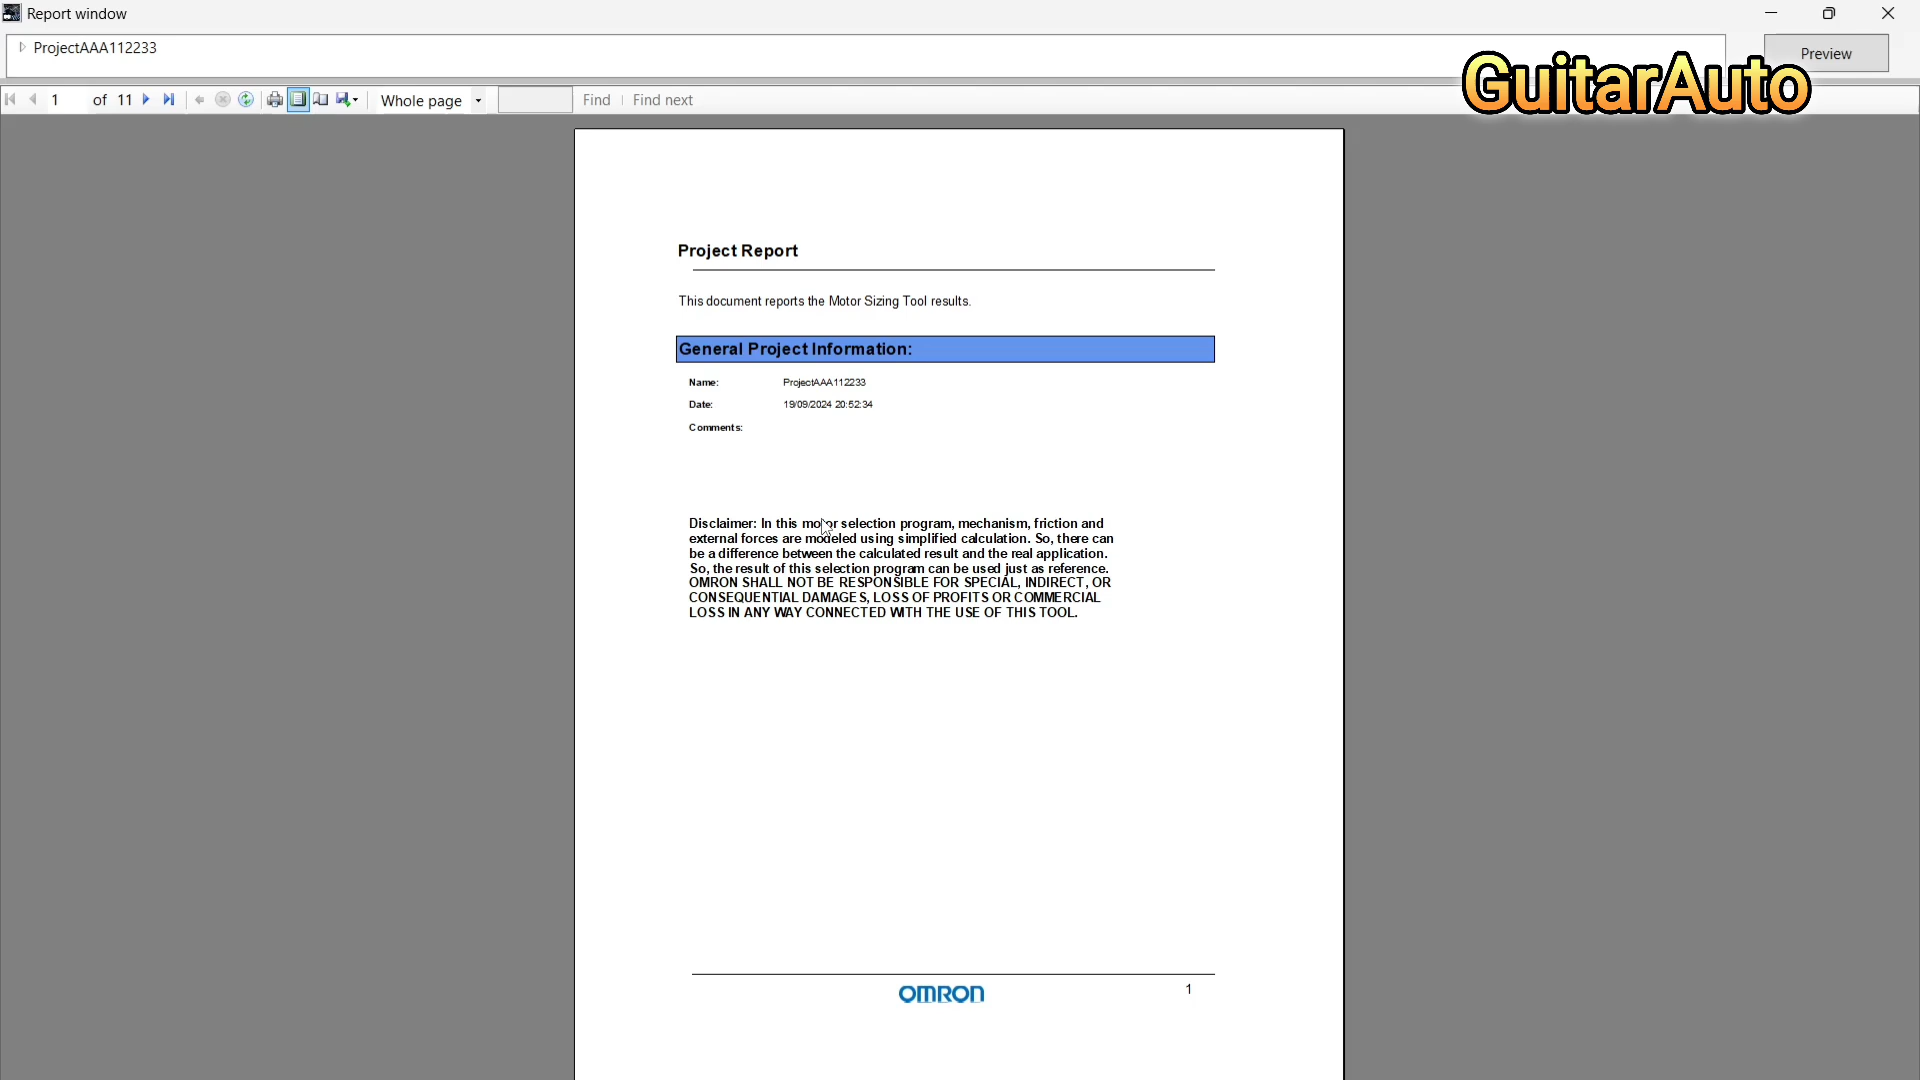 Report window
ProjectAAA112233
Preview
GuitarAuto
1 of 11 Whole page Find Find next
Project Report
This document reports the Motor Sizing Tool results.
General Project Information:
Name: ProjectAAA112233
Date: 19/09/2024 20:52:34
Comments:
Disclaimer: In this motor selection program, mechanism, friction and
external forces are modeled using simplified calculation. So, there can
be a difference between the calculated result and the real application.
So, the result of this selection program can be used just as reference.
OMRON SHALL NOT BE RESPONSIBLE FOR SPECIAL, INDIRECT, OR
CONSEQUENTIAL DAMAGES, LOSS OF PROFITS OR COMMERCIAL
LOSS IN ANY WAY CONNECTED WITH THE USE OF THIS TOOL.
OMRON 1